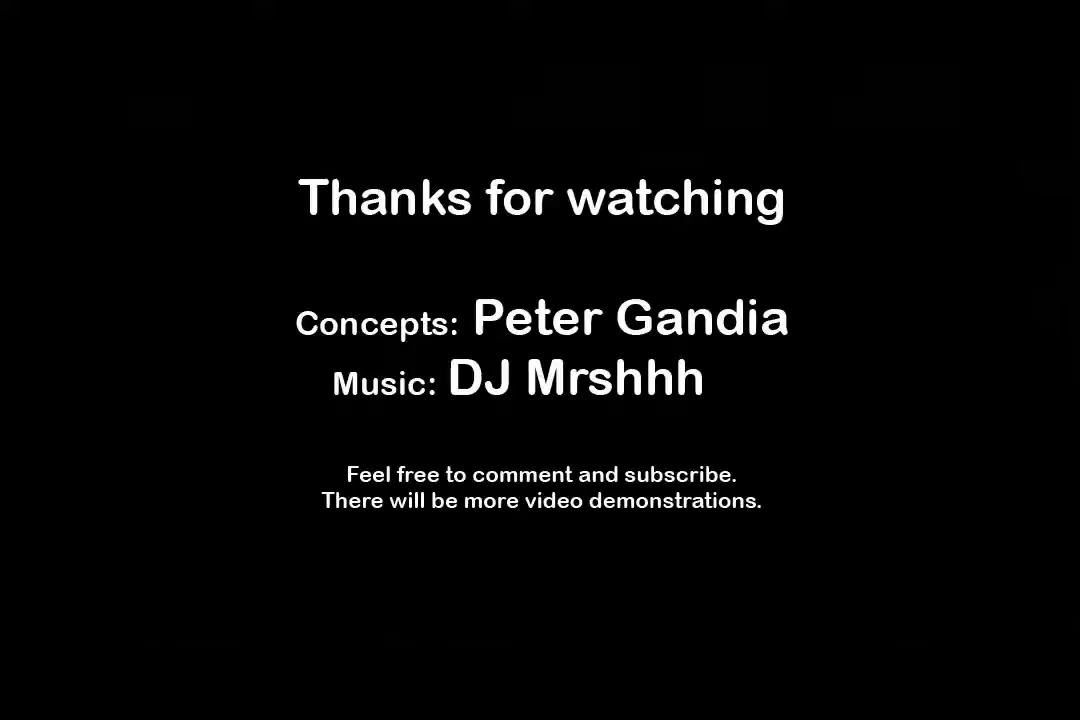 Thanks for watching
Concepts: Peter Gandia
Music: DJ Mrshhh
Feel free to comment and subscribe.
There will be more video demonstrations.